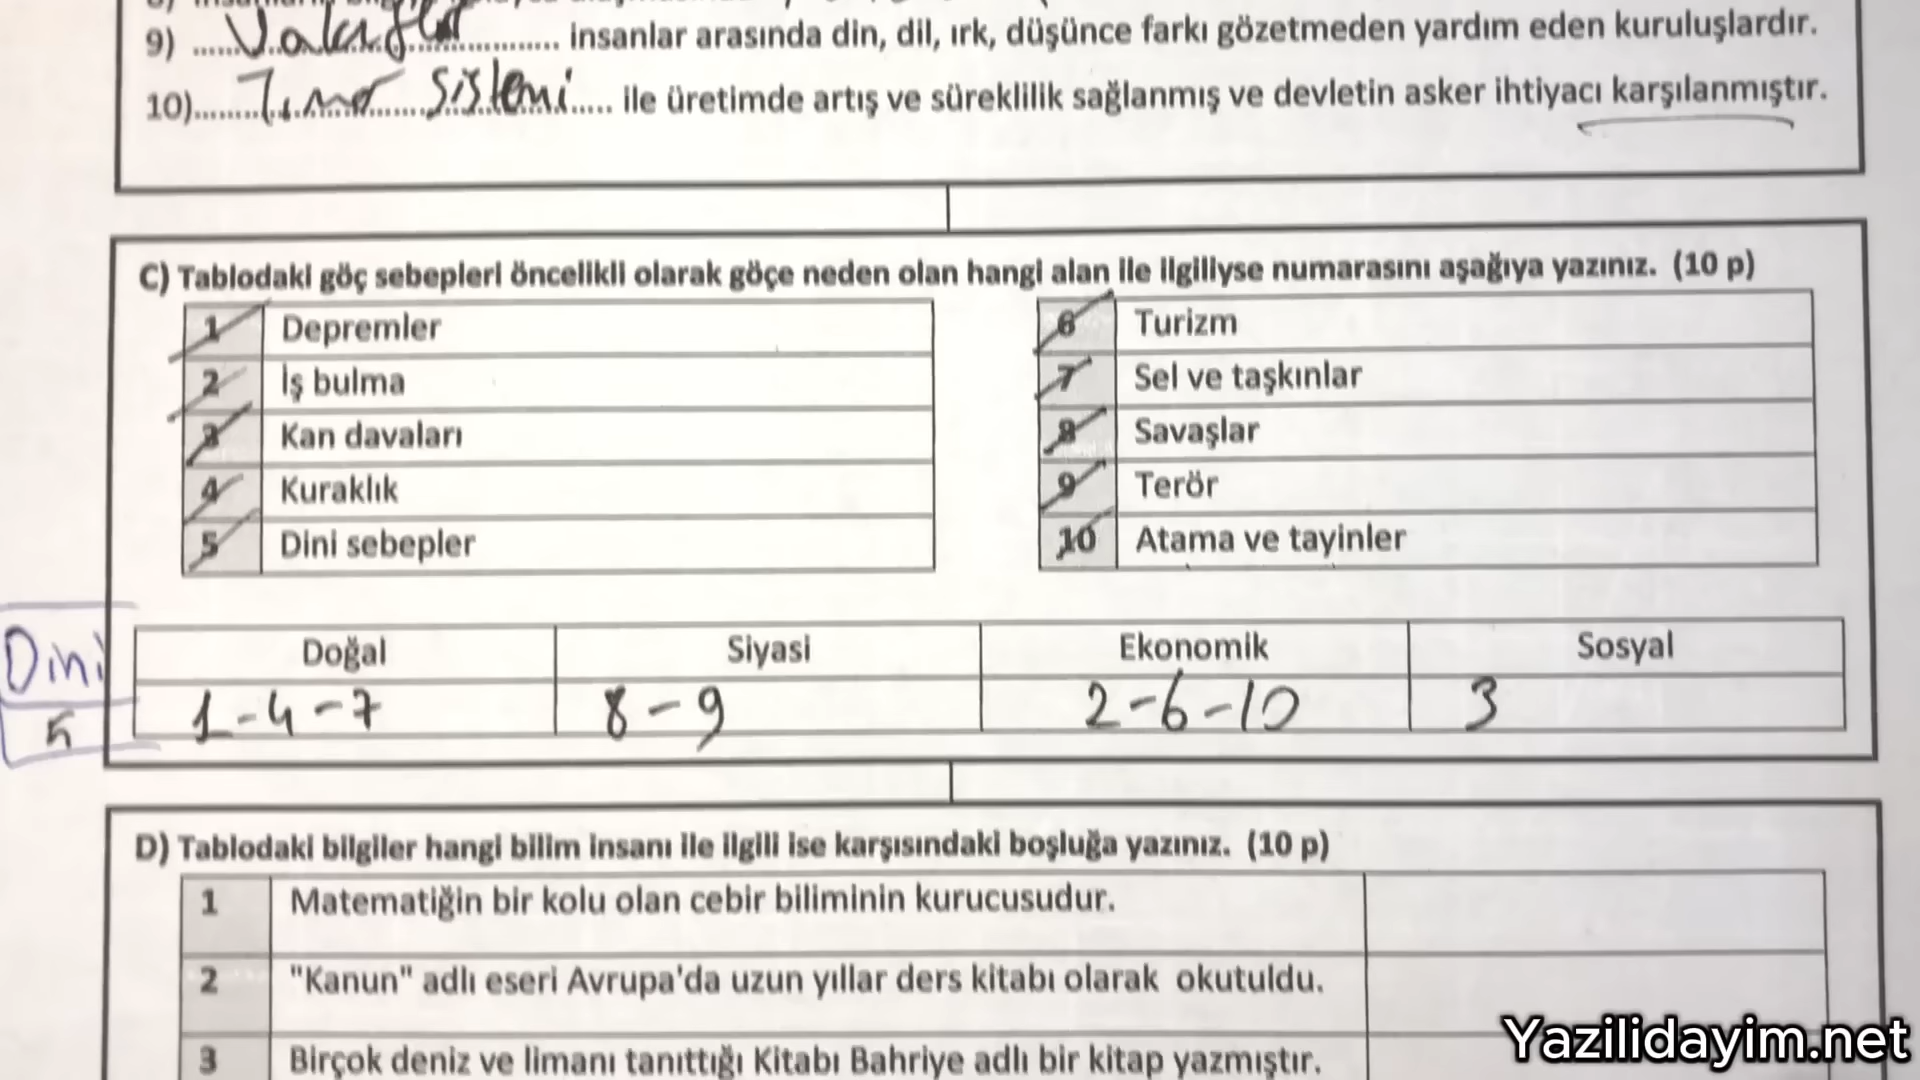 9) ....Vakıflar.... insanlar arasında din, dil, ırk, düşünce farkı gözetmeden yardım eden kuruluşlardır.
10)....Tımar sistemi.... ile üretimde artış ve süreklilik sağlanmış ve devletin asker ihtiyacı karşılanmıştır.
C) Tablodaki göç sebepleri öncelikli olarak göçe neden olan hangi alan ile ilgiliyse numarasını aşağıya yazınız. (10 p)
1 Depremler
2 İş bulma
3 Kan davaları
4 Kuraklık
5 Dini sebepler
6 Turizm
7 Sel ve taşkınlar
8 Savaşlar
9 Terör
10 Atama ve tayinler
Dini
5
Doğal Siyasi Ekonomik Sosyal
1-4-7 8-9 2-6-10 3
D) Tablodaki bilgiler hangi bilim insanı ile ilgili ise karşısındaki boşluğa yazınız. (10 p)
1 Matematiğin bir kolu olan cebir biliminin kurucusudur.
2 "Kanun" adlı eseri Avrupa'da uzun yıllar ders kitabı olarak okutuldu.
3 Birçok deniz ve limanı tanıttığı Kitabı Bahriye adlı bir kitap yazmıştır.
Yazilidayim.net